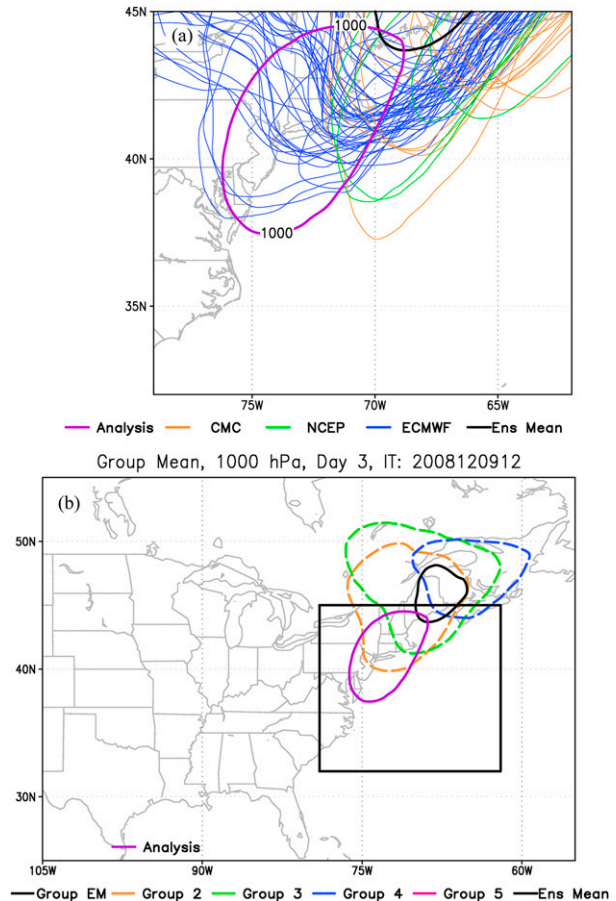 45N
(a)
1000
40N
1000
35N
75W 70W 65W
Analysis CMC NCEP ECMWF Ens Mean
Group Mean, 1000 hPa, Day 3, IT: 2008120912
(b)
50N
40N
30N
Analysis
105W 90W 75W 60W
Group EM Group 2 Group 3 Group 4 Group 5 Ens Mean